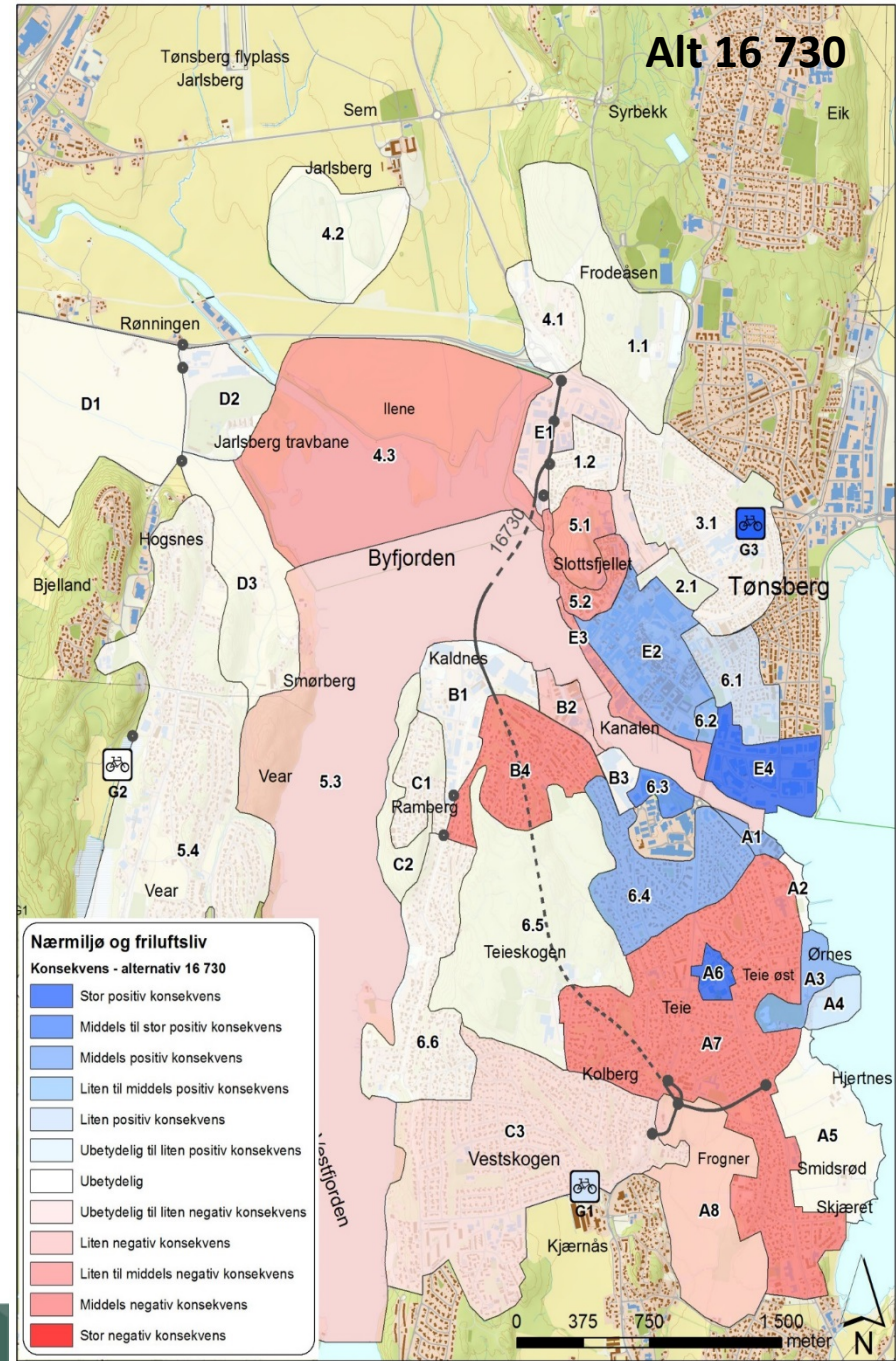 Alt 16 730
Tønsberg flyplass
Jarlsberg
Sem
Syrbekk
Eik
Jarlsberg
4.2
Frodeåsen
4.1
1.1
Rønningen
D1
D2
Ilene
Jarlsberg travbane
4.3
E1
1.2
16730
3.1
G3
5.1
Slottsfjellet
Hogsnes
Byfjorden
Bjelland
D3
2.1
Tønsberg
5.2
E3
E2
6.1
Smørberg
Kaldnes
B1
B2
Kanalen
6.2
E4
G2
Vear
5.3
C1
Ramberg
B4
B3
6.3
A1
C2
A2
5.4
Vear
6.4
6.5
Teieskogen
Ørnes
A3
A6
Teie øst
A4
Teie
A7
6.6
Kolberg
Hjertnes
A5
C3
Vestskogen
Frogner
Smidsrød
Skjæret
Vestfjorden
G1
A8
Kjærnås
G1
Nærmiljø og friluftsliv
Konsekvens - alternativ 16 730
Stor positiv konsekvens
Middels til stor positiv konsekvens
Middels positiv konsekvens
Liten til middels positiv konsekvens
Liten positiv konsekvens
Ubetydelig til liten positiv konsekvens
Ubetydelig
Ubetydelig til liten negativ konsekvens
Liten negativ konsekvens
Liten til middels negativ konsekvens
Middels negativ konsekvens
Stor negativ konsekvens
0 375 750 1 500
meter
N